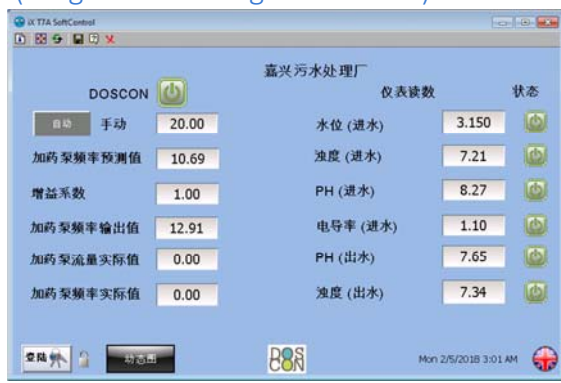 iX T7A SoftControl
嘉兴污水处理厂
DOSCON 仪表读数 状态
自动 手动 20.00 水位 (进水) 3.150
加药泵频率预测值 10.69 浊度 (进水) 7.21
增益系数 1.00 PH (进水) 8.27
加药泵频率输出值 12.91 电导率 (进水) 1.10
加药泵流量实际值 0.00 PH (出水) 7.65
加药泵频率实际值 0.00 浊度 (出水) 7.34
登陆 动态图 DOSCON Mon 2/5/2018 3:01 AM